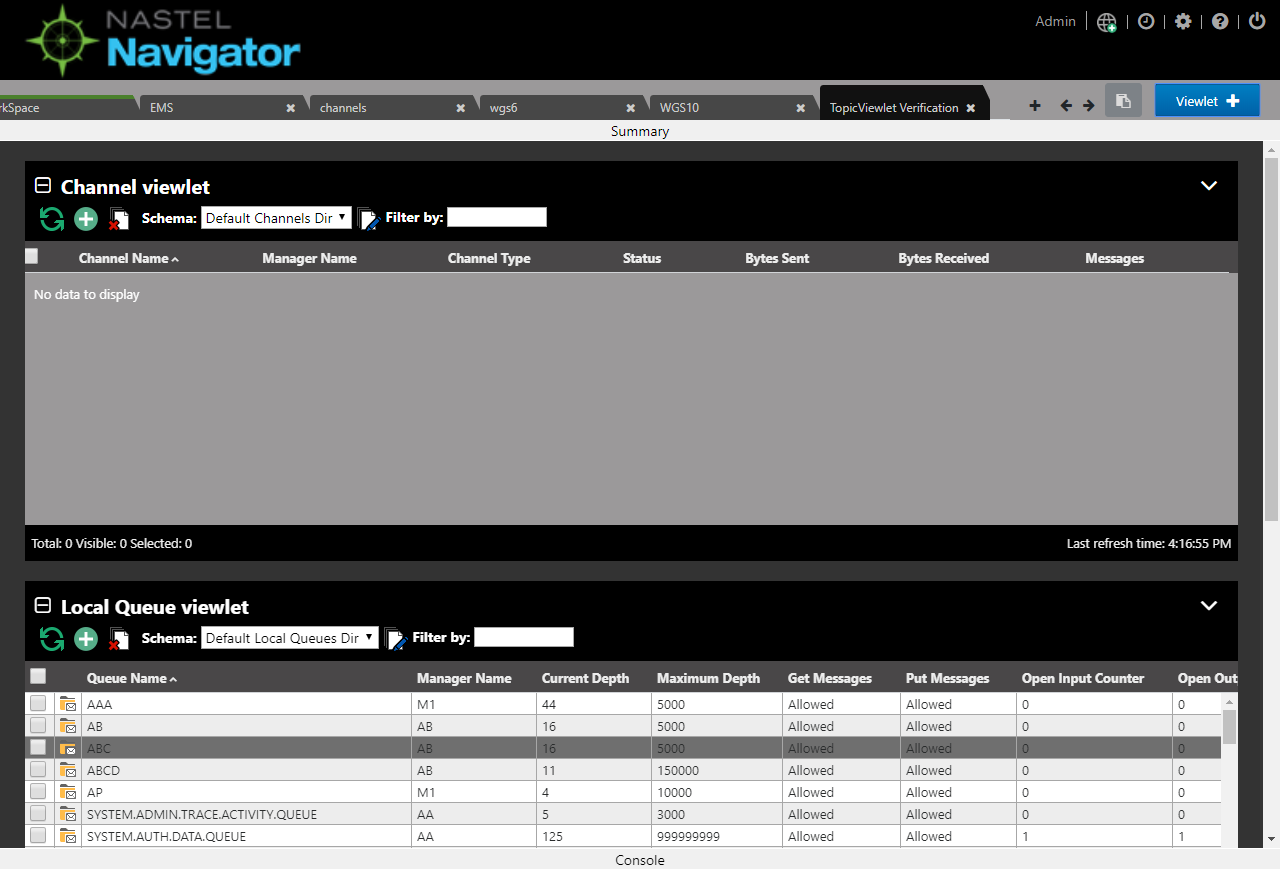 NASTEL
Navigator
Admin
rkSpace EMS channels wgs6 WGS10 TopicViewlet Verification Viewlet
Summary
Channel viewlet
Schema: Default Channels Dir Filter by:
Channel Name Manager Name Channel Type Status Bytes Sent Bytes Received Messages
No data to display
Total: 0 Visible: 0 Selected: 0 Last refresh time: 4:16:55 PM
Local Queue viewlet
Schema: Default Local Queues Dir Filter by:
Queue Name Manager Name Current Depth Maximum Depth Get Messages Put Messages Open Input Counter Open Out
AAA M1 44 5000 Allowed Allowed 0 0
AB AB 16 5000 Allowed Allowed 0 0
ABC AB 16 5000 Allowed Allowed 0 0
ABCD AB 11 150000 Allowed Allowed 0 0
AP M1 4 10000 Allowed Allowed 0 0
SYSTEM.ADMIN.TRACE.ACTIVITY.QUEUE AA 5 3000 Allowed Allowed 0 0
SYSTEM.AUTH.DATA.QUEUE AA 125 999999999 Allowed Allowed 1 1
Console